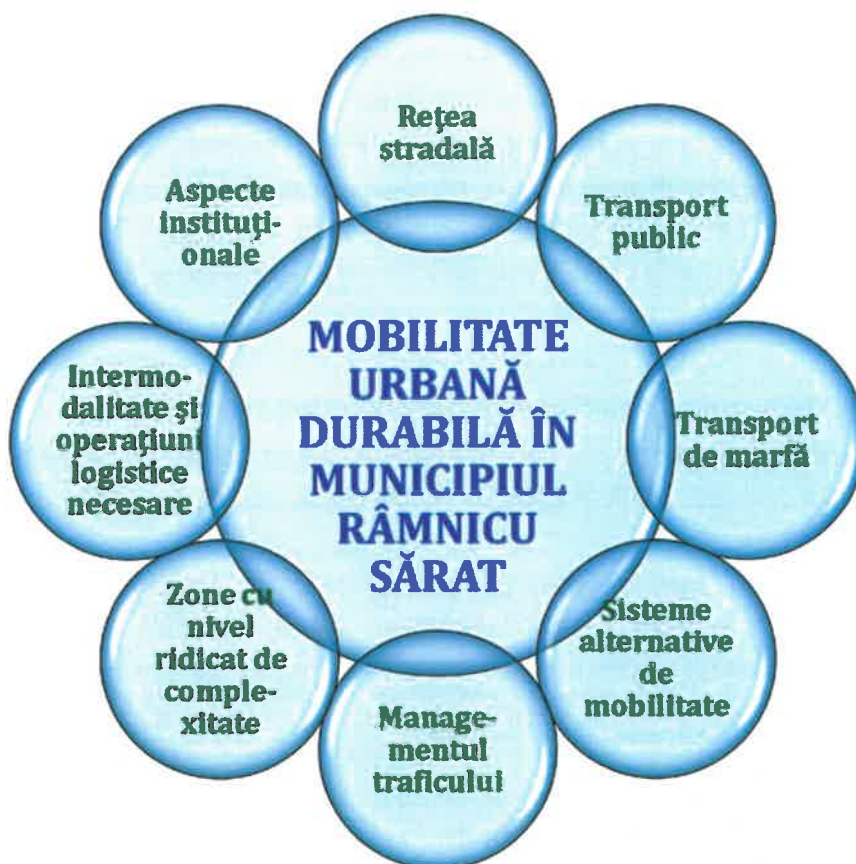 Rețea
stradală
Transport
public
Transport
de marfă
Sisteme
alternative
de
mobilitate
Manage-
mentul
traficului
Zone cu
nivel
ridicat de
comple-
xitate
Intermo-
dalitate și
operațiuni
logistice
necesare
Aspecte
instituți-
onale
MOBILITATE
URBANĂ
DURABILĂ ÎN
MUNICIPIUL
RÂMNICU
SĂRAT